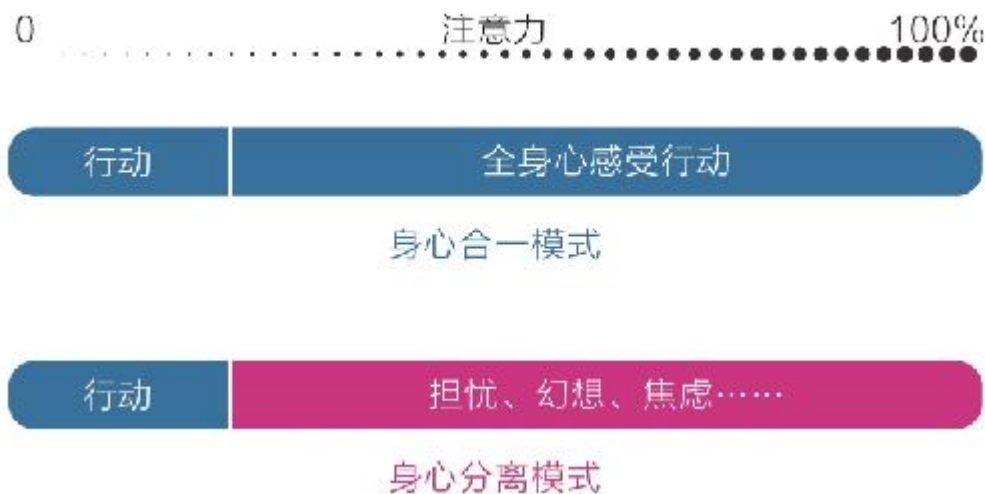 0 注意力 100%
行动 全身心感受行动
身心合一模式
行动 担忧、幻想、焦虑……
身心分离模式